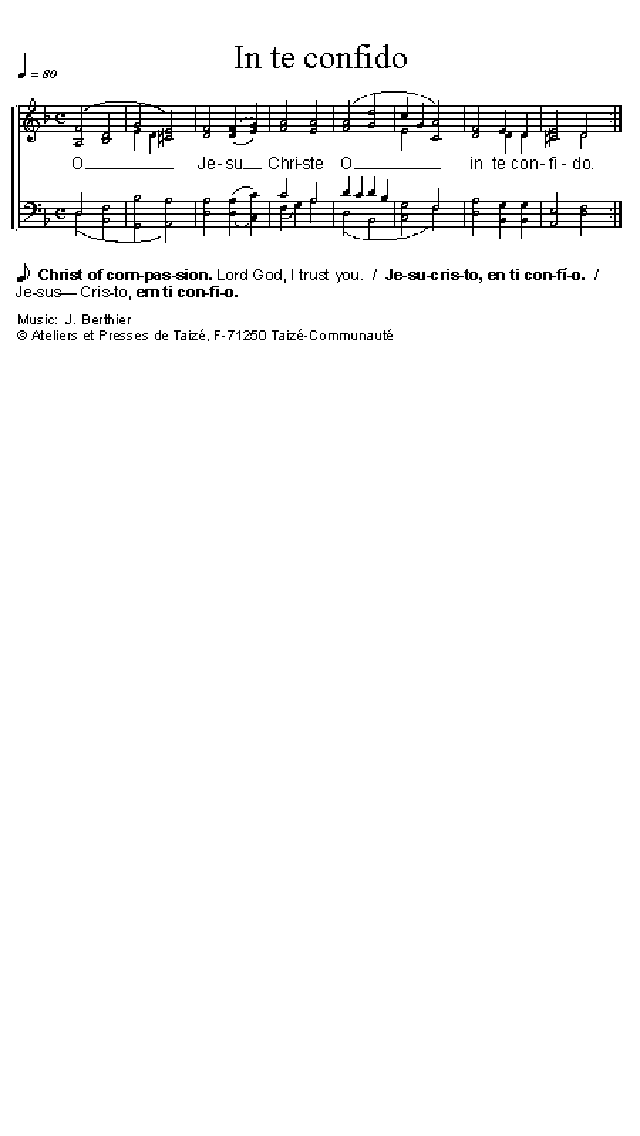 In te confido
= 80
O Je-su Chri-ste O in te con-fi-do.
Christ of com-pas-sion. Lord God, I trust you. / Je-su-cris-to, en ti con-fí-o. /
Je-sus— Cris-to, em ti con-fi-o.
Music: J. Berthier
© Ateliers et Presses de Taizé, F-71250 Taizé-Communauté